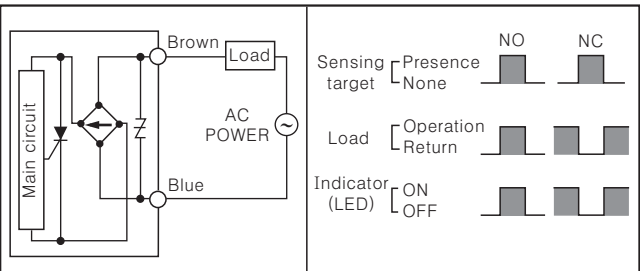 Main circuit
Brown
Load
AC
POWER
Blue
NO NC
Sensing
target
Presence
None
Load
Operation
Return
Indicator
(LED)
ON
OFF